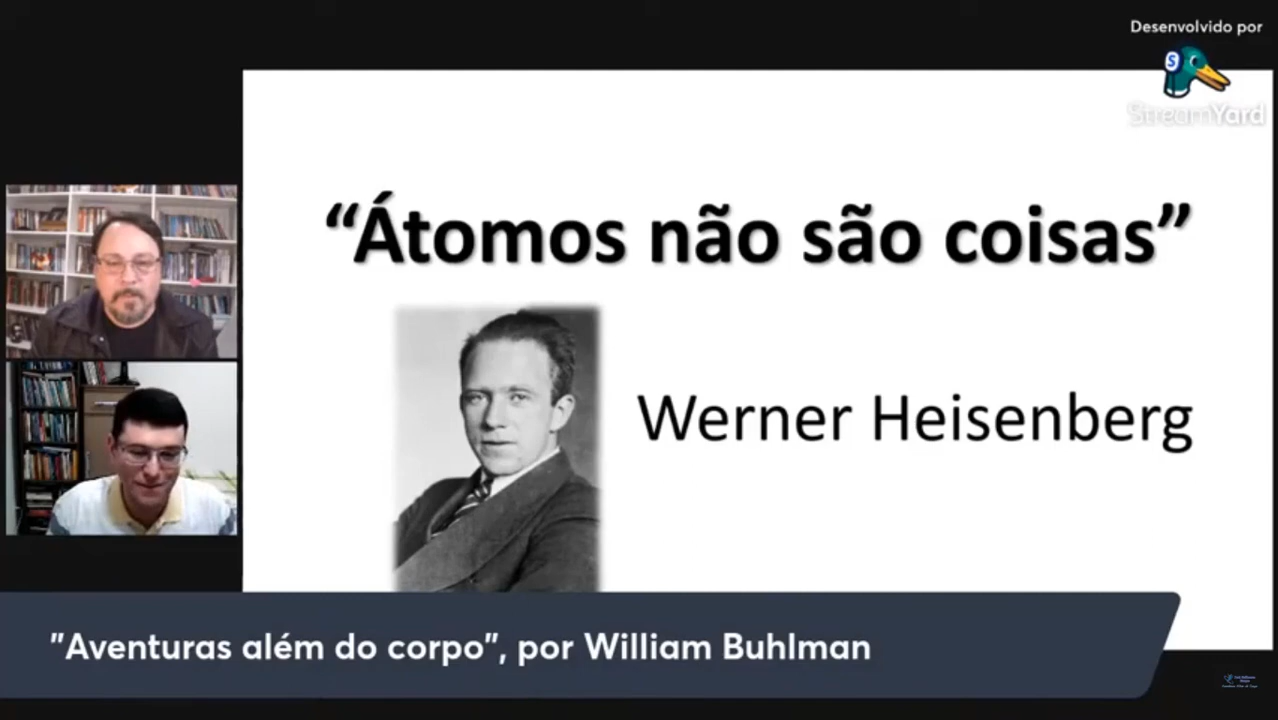 Desenvolvido por
StreamYard
“Átomos não são coisas”
Werner Heisenberg
"Aventuras além do corpo", por William Buhlman